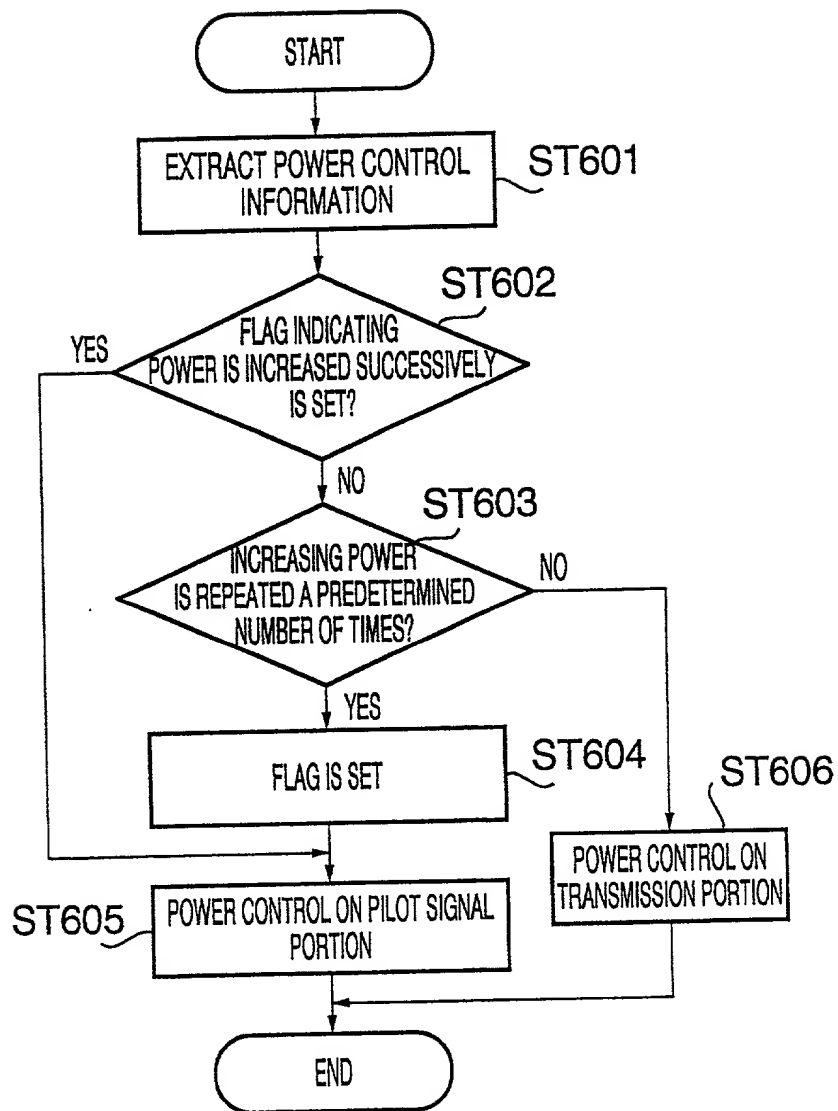 START
EXTRACT POWER CONTROL
INFORMATION
ST601
ST602
FLAG INDICATING
POWER IS INCREASED SUCCESSIVELY
IS SET?
YES
NO
ST603
INCREASING POWER
IS REPEATED A PREDETERMINED
NUMBER OF TIMES?
NO
YES
FLAG IS SET
ST604
ST606
POWER CONTROL ON
TRANSMISSION PORTION
ST605
POWER CONTROL ON PILOT SIGNAL
PORTION
END